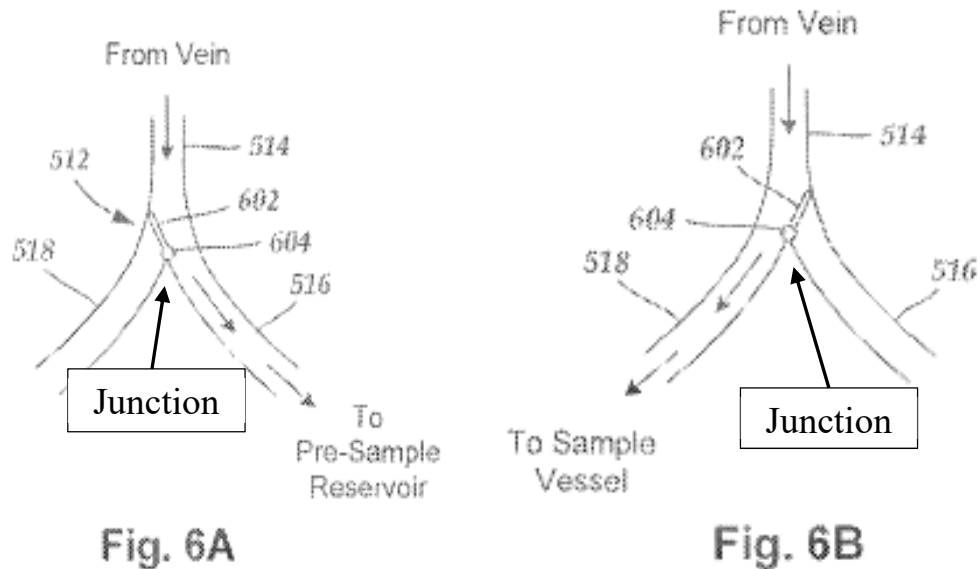 From Vein
514
512
602
604
518
516
Junction
To
Pre-Sample
Reservoir
Fig. 6A
From Vein
514
602
604
518
516
Junction
To Sample
Vessel
Fig. 6B